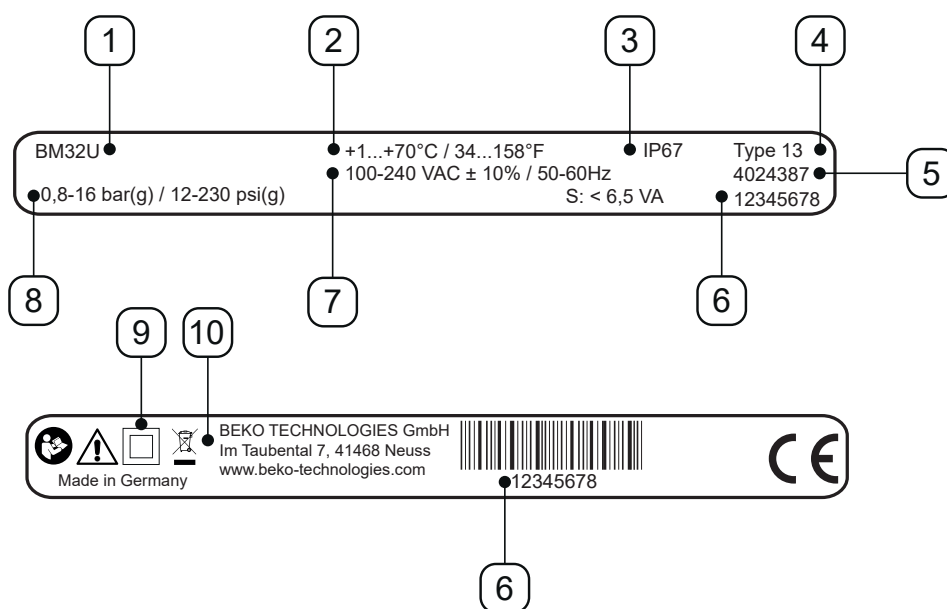 1 2 3 4
BM32U +1...+70°C / 34...158°F IP67 Type 13
100-240 VAC ± 10% / 50-60Hz 4024387
5
0,8-16 bar(g) / 12-230 psi(g) S: < 6,5 VA 12345678
8 7 6
9 10
BEKO TECHNOLOGIES GmbH
Im Taubental 7, 41468 Neuss
www.beko-technologies.com
Made in Germany
12345678
CE
6